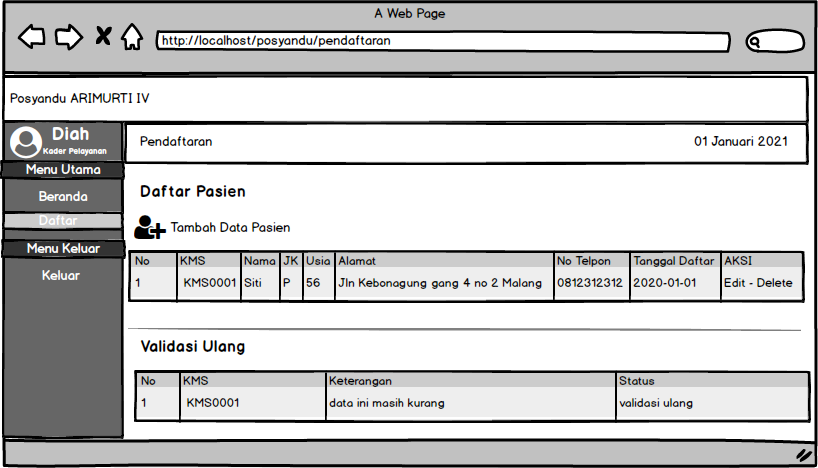 A Web Page
http://localhost/posyandu/pendaftaran
Posyandu ARIMURTI IV
Diah
Kader Pelayanan
Menu Utama
Beranda
Daftar
Menu Keluar
Keluar
Pendaftaran 01 Januari 2021
Daftar Pasien
Tambah Data Pasien
No KMS Nama JK Usia Alamat No Telpon Tanggal Daftar AKSI
1 KMS0001 Siti P 56 Jln Kebonagung gang 4 no 2 Malang 0812312312 2020-01-01 Edit - Delete
Validasi Ulang
No KMS Keterangan Status
1 KMS0001 data ini masih kurang validasi ulang